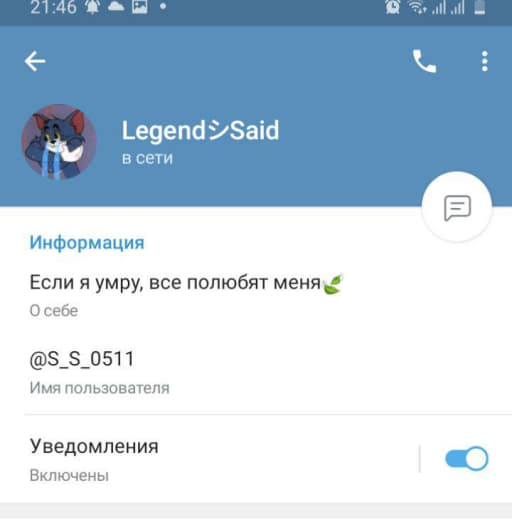 21:46
LegendシSaid
в сети
Информация
Если я умру, все полюбят меня🍃
О себе
@S_S_0511
Имя пользователя
Уведомления
Включены